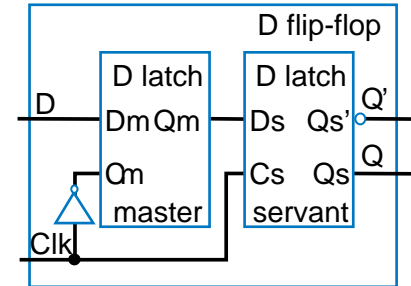 D flip-flop
D latch
D latch
D
Dm Qm
Ds Qs’
Q’
Cm
Cs Qs
Q
master
servant
Clk